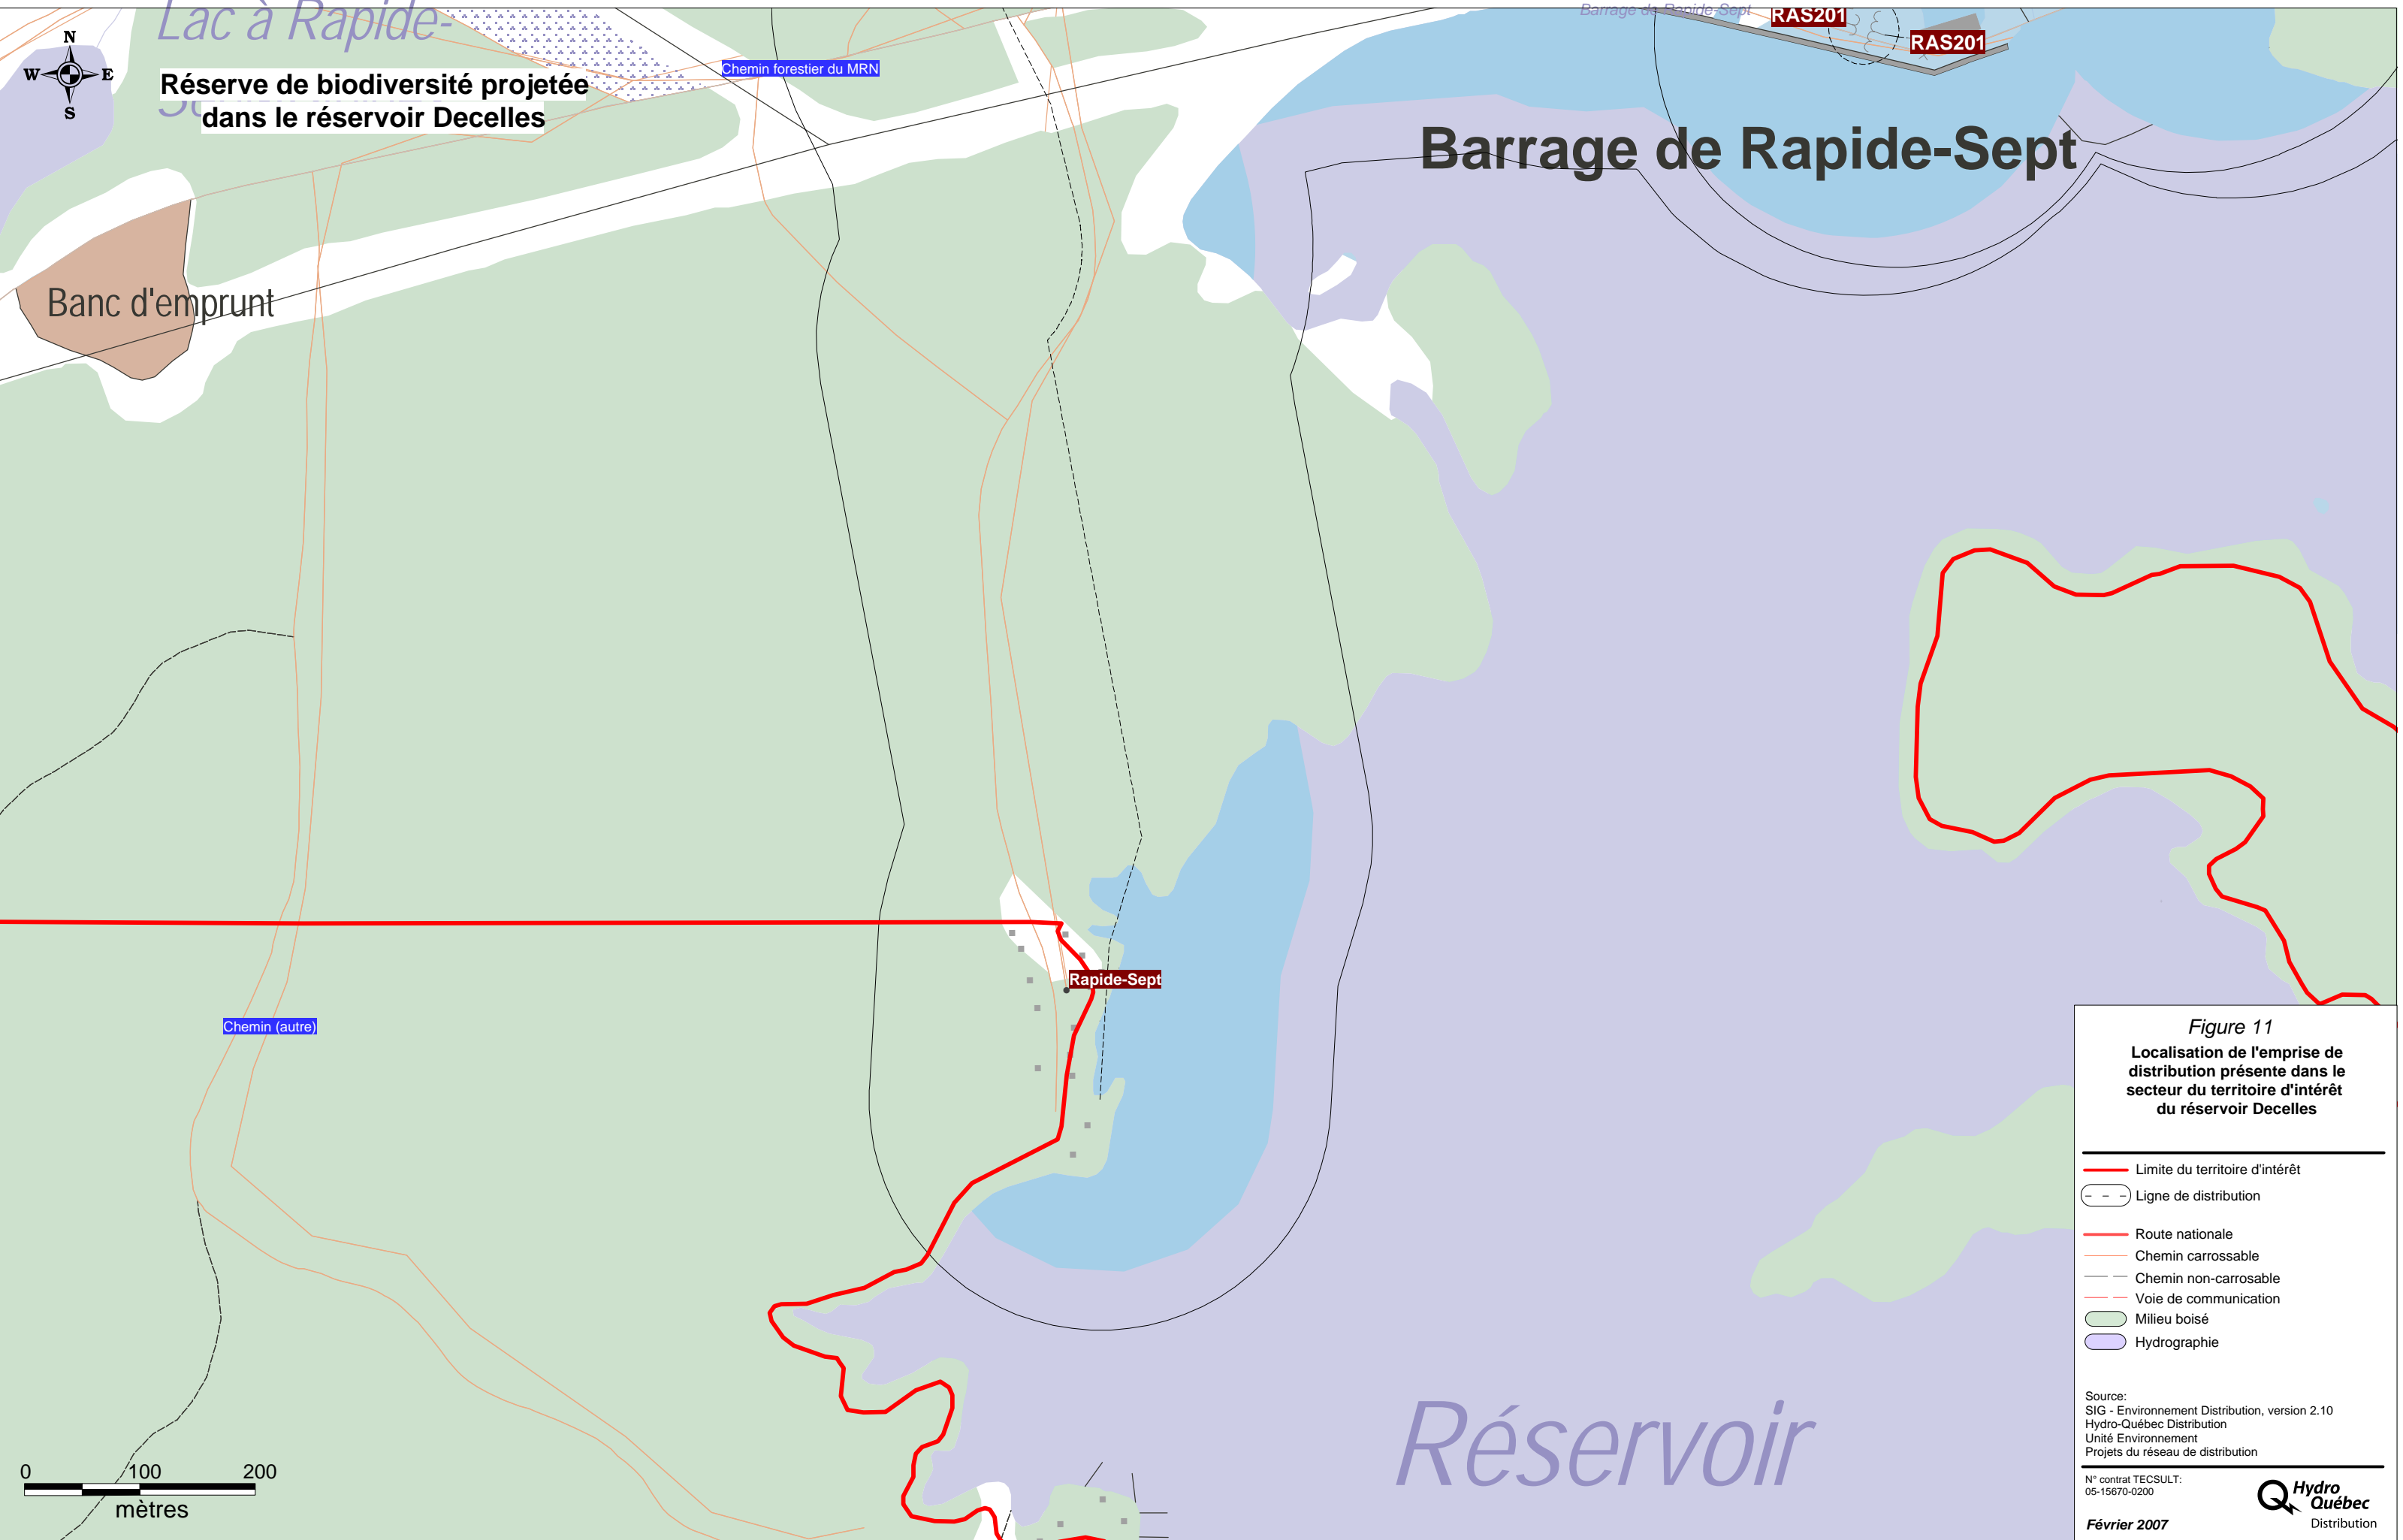 Lac à Rapide-
N
W E
S
Réserve de biodiversité projetée
dans le réservoir Decelles
Chemin forestier du MRN
Barrage de Rapide-Sept
RAS201
RAS201
Barrage de Rapide-Sept
Banc d'emprunt
Rapide-Sept
Chemin (autre)
Réservoir
0 100 200
mètres
Figure 11
Localisation de l'emprise de
distribution présente dans le
secteur du territoire d'intérêt
du réservoir Decelles
Limite du territoire d'intérêt
Ligne de distribution
Route nationale
Chemin carrossable
Chemin non-carrosable
Voie de communication
Milieu boisé
Hydrographie
Source:
SIG - Environnement Distribution, version 2.10
Hydro-Québec Distribution
Unité Environnement
Projets du réseau de distribution
N° contrat TECSULT:
05-15670-0200
Février 2007
Hydro
Québec
Distribution